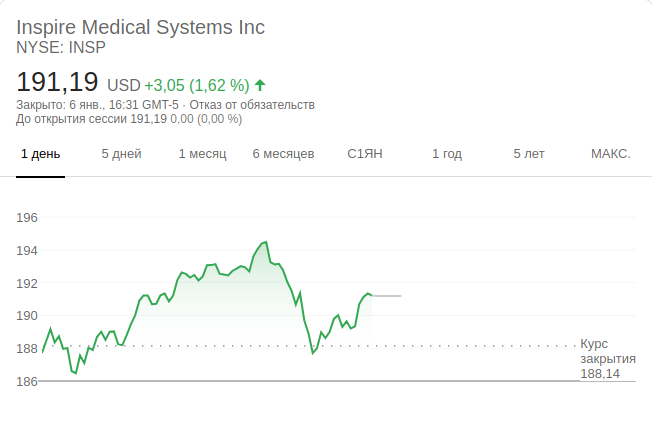 Inspire Medical Systems Inc
NYSE: INSP
191,19 USD +3,05 (1,62 %)
Закрыто: 6 янв., 16:31 GMT-5 · Отказ от обязательств
До открытия сессии 191,19 0,00 (0,00 %)
1 день 5 дней 1 месяц 6 месяцев С1ЯН 1 год 5 лет МАКС.
196
194
192
190
188
186
Курс
закрытия
188,14